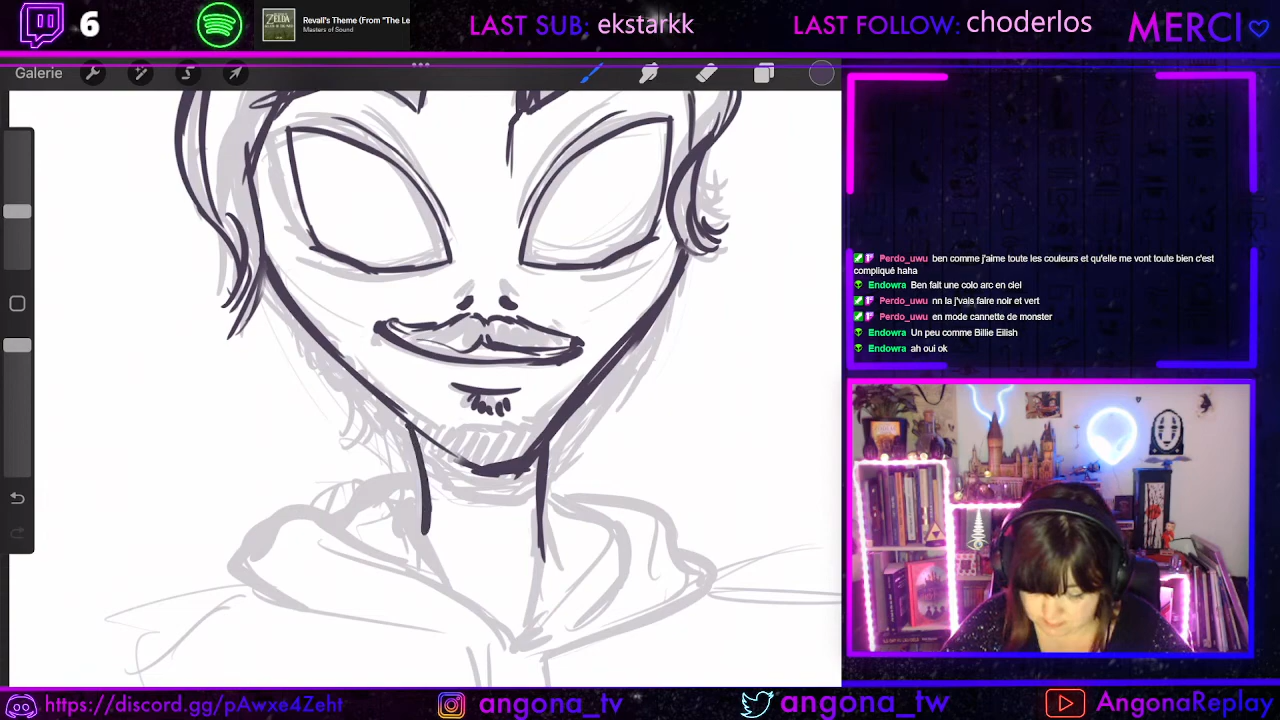 6
Revali's Theme (From "The Le
Masters of Sound
LAST SUB: ekstarkk
LAST FOLLOW: choderlos
MERCI
Galerie
Perdo_uwu ben comme j'aime toute les couleurs et qu'elle me vont toute bien c'est
compliqué haha
Endowra Ben fait une colo arc en ciel
Perdo_uwu nn la j'vais faire noir et vert
Perdo_uwu en mode cannette de monster
Endowra Un peu comme Billie Eilish
Endowra ah oui ok
https://discord.gg/pAwxe4Zeht
angona_tv
angona_tw
AngonaReplay